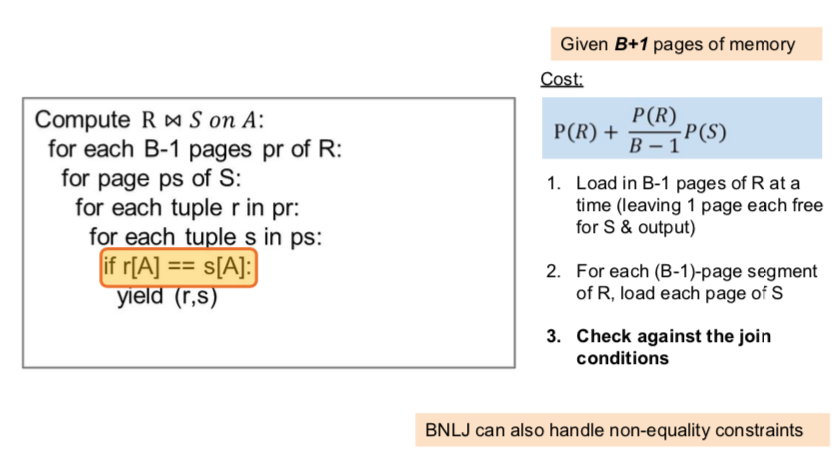 Given B+1 pages of memory
Cost:
P(R) + P(R)/(B − 1) P(S)
Compute R ⋈ S on A:
for each B-1 pages pr of R:
for page ps of S:
for each tuple r in pr:
for each tuple s in ps:
if r[A] == s[A]:
yield (r,s)
1. Load in B-1 pages of R at a
time (leaving 1 page each free
for S & output)
2. For each (B-1)-page segment
of R, load each page of S
3. Check against the join
conditions
BNLJ can also handle non-equality constraints